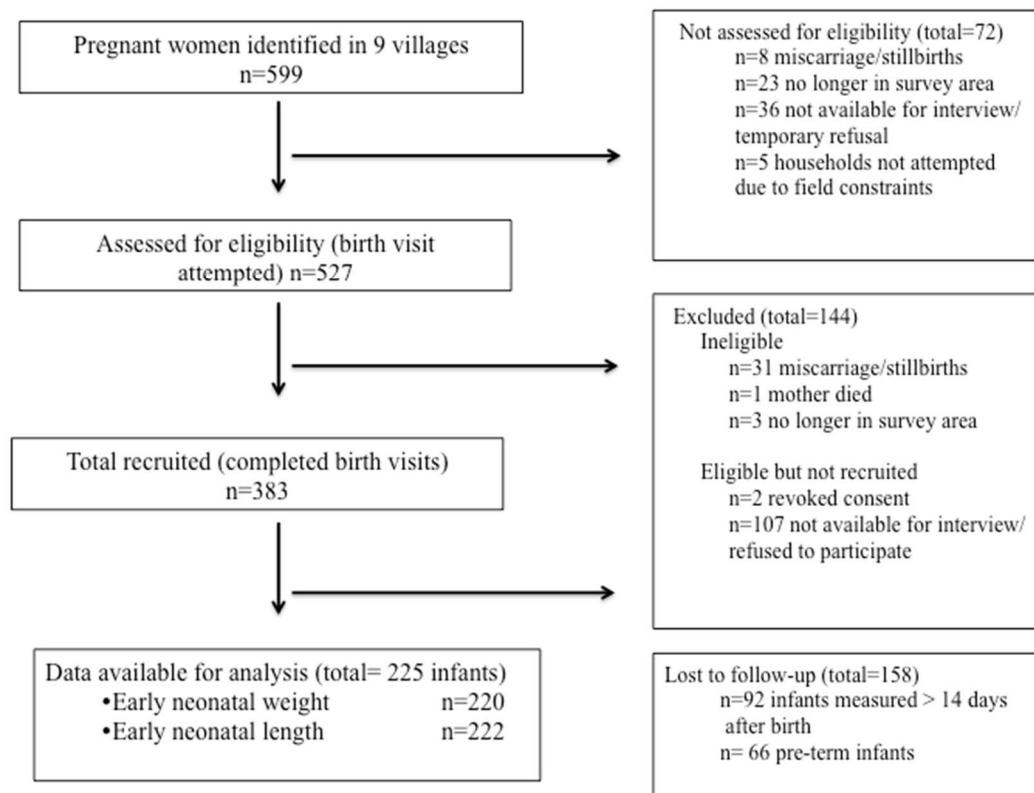 Pregnant women identified in 9 villages
n=599
Not assessed for eligibility (total=72)
n=8 miscarriage/stillbirths
n=23 no longer in survey area
n=36 not available for interview/
temporary refusal
n=5 households not attempted
due to field constraints
Assessed for eligibility (birth visit
attempted) n=527
Excluded (total=144)
Ineligible
n=31 miscarriage/stillbirths
n=1 mother died
n=3 no longer in survey area
Eligible but not recruited
n=2 revoked consent
n=107 not available for interview/
refused to participate
Total recruited (completed birth visits)
n=383
Data available for analysis (total= 225 infants)
•Early neonatal weight n=220
•Early neonatal length n=222
Lost to follow-up (total=158)
n=92 infants measured > 14 days
after birth
n= 66 pre-term infants